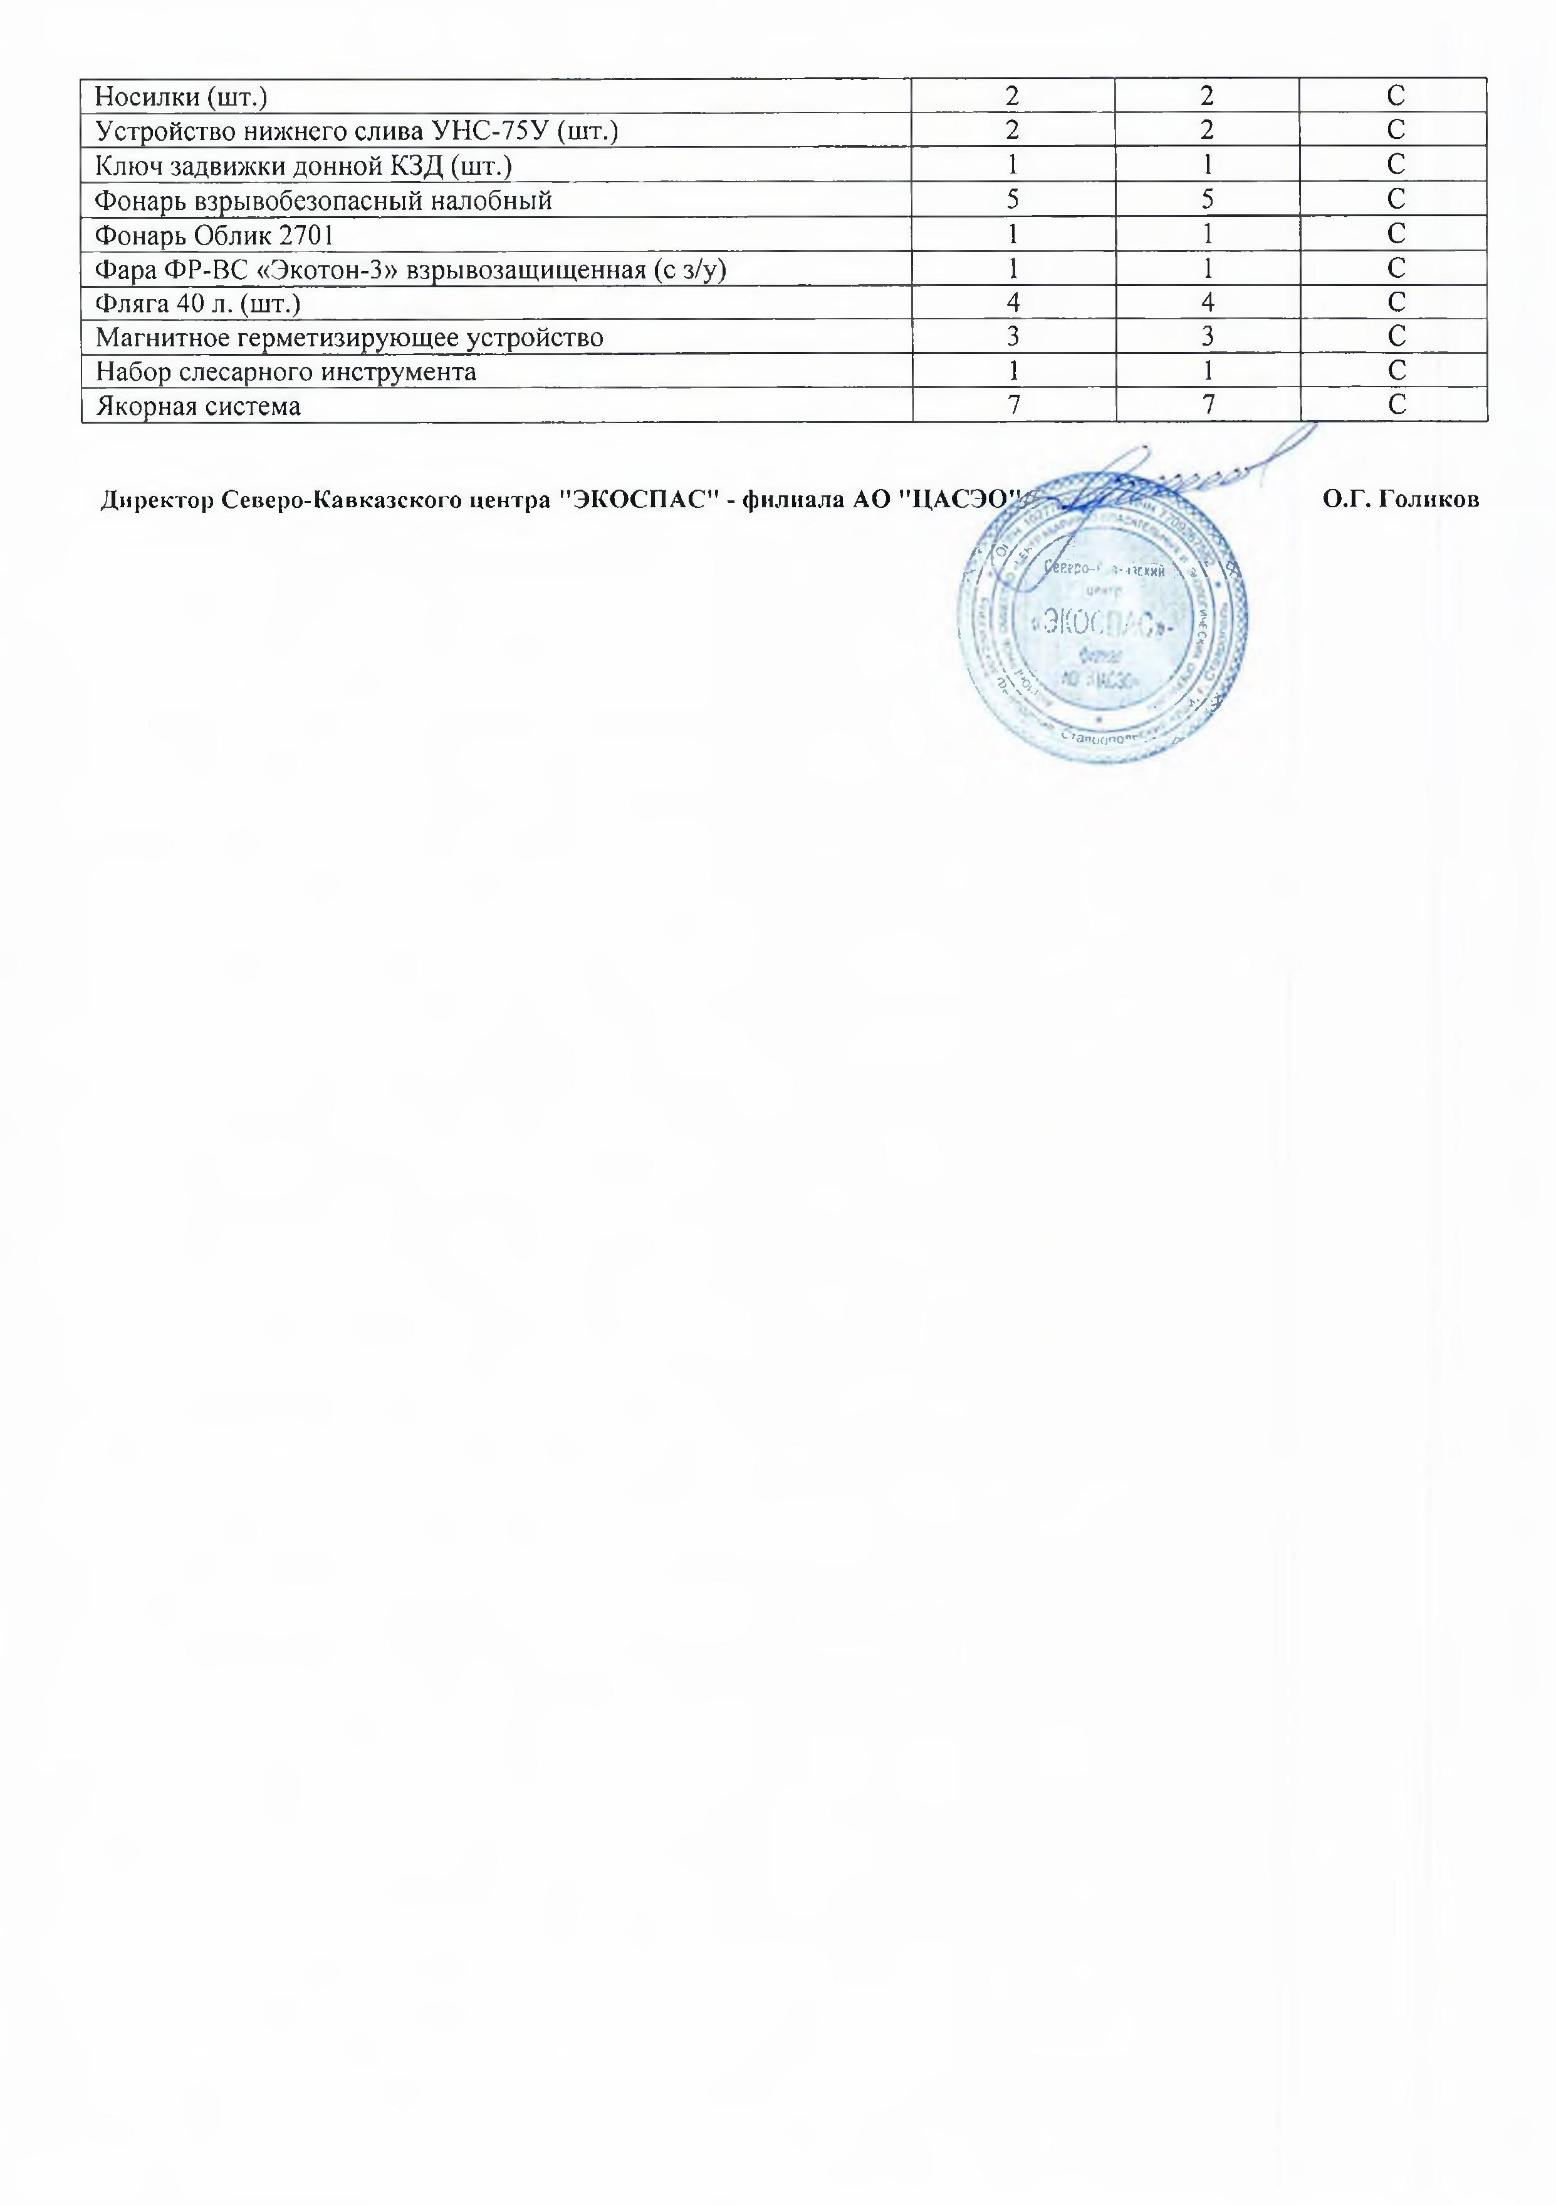 Носилки (шт.) 2 2 С
Устройство нижнего слива УНС-75У (шт.) 2 2 С
Ключ задвижки донной КЗД (шт.) 1 1 С
Фонарь взрывобезопасный налобный 5 5 С
Фонарь Облик 2701 1 1 С
Фара ФР-ВС «Экотон-3» взрывозащищенная (с з/у) 1 1 С
Фляга 40 л. (шт.) 4 4 С
Магнитное герметизирующее устройство 3 3 С
Набор слесарного инструмента 1 1 С
Якорная система 7 7 С
Директор Северо-Кавказского центра "ЭКОСПАС" - филиала АО "ЦАСЭО" О.Г. Голиков
центр
«ЭКОСПАС»-
филиал